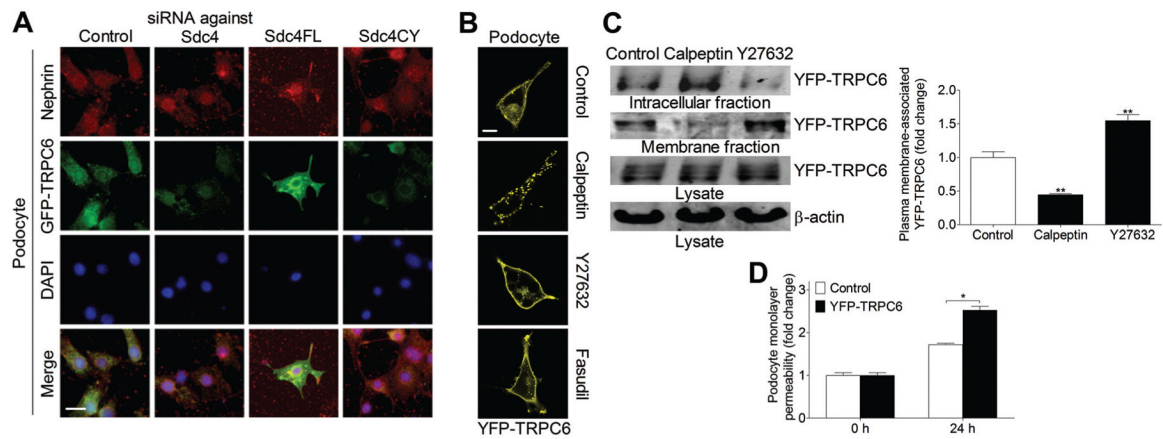 A
siRNA against
Control Sdc4 Sdc4FL Sdc4CY
Podocyte
Nephrin
GFP-TRPC6
DAPI
Merge
B
Podocyte
Control
Calpeptin
Y27632
Fasudil
YFP-TRPC6
C
Control Calpeptin Y27632
YFP-TRPC6
Intracellular fraction
YFP-TRPC6
Membrane fraction
YFP-TRPC6
Lysate
β-actin
Lysate
Plasma membrane-associated
YFP-TRPC6 (fold change)
2.0
1.5
1.0
0.5
0.0
**
**
Control Calpeptin Y27632
D
Control
YFP-TRPC6
Podocyte monolayer
permeability (fold change)
3
2
1
0
*
0 h 24 h